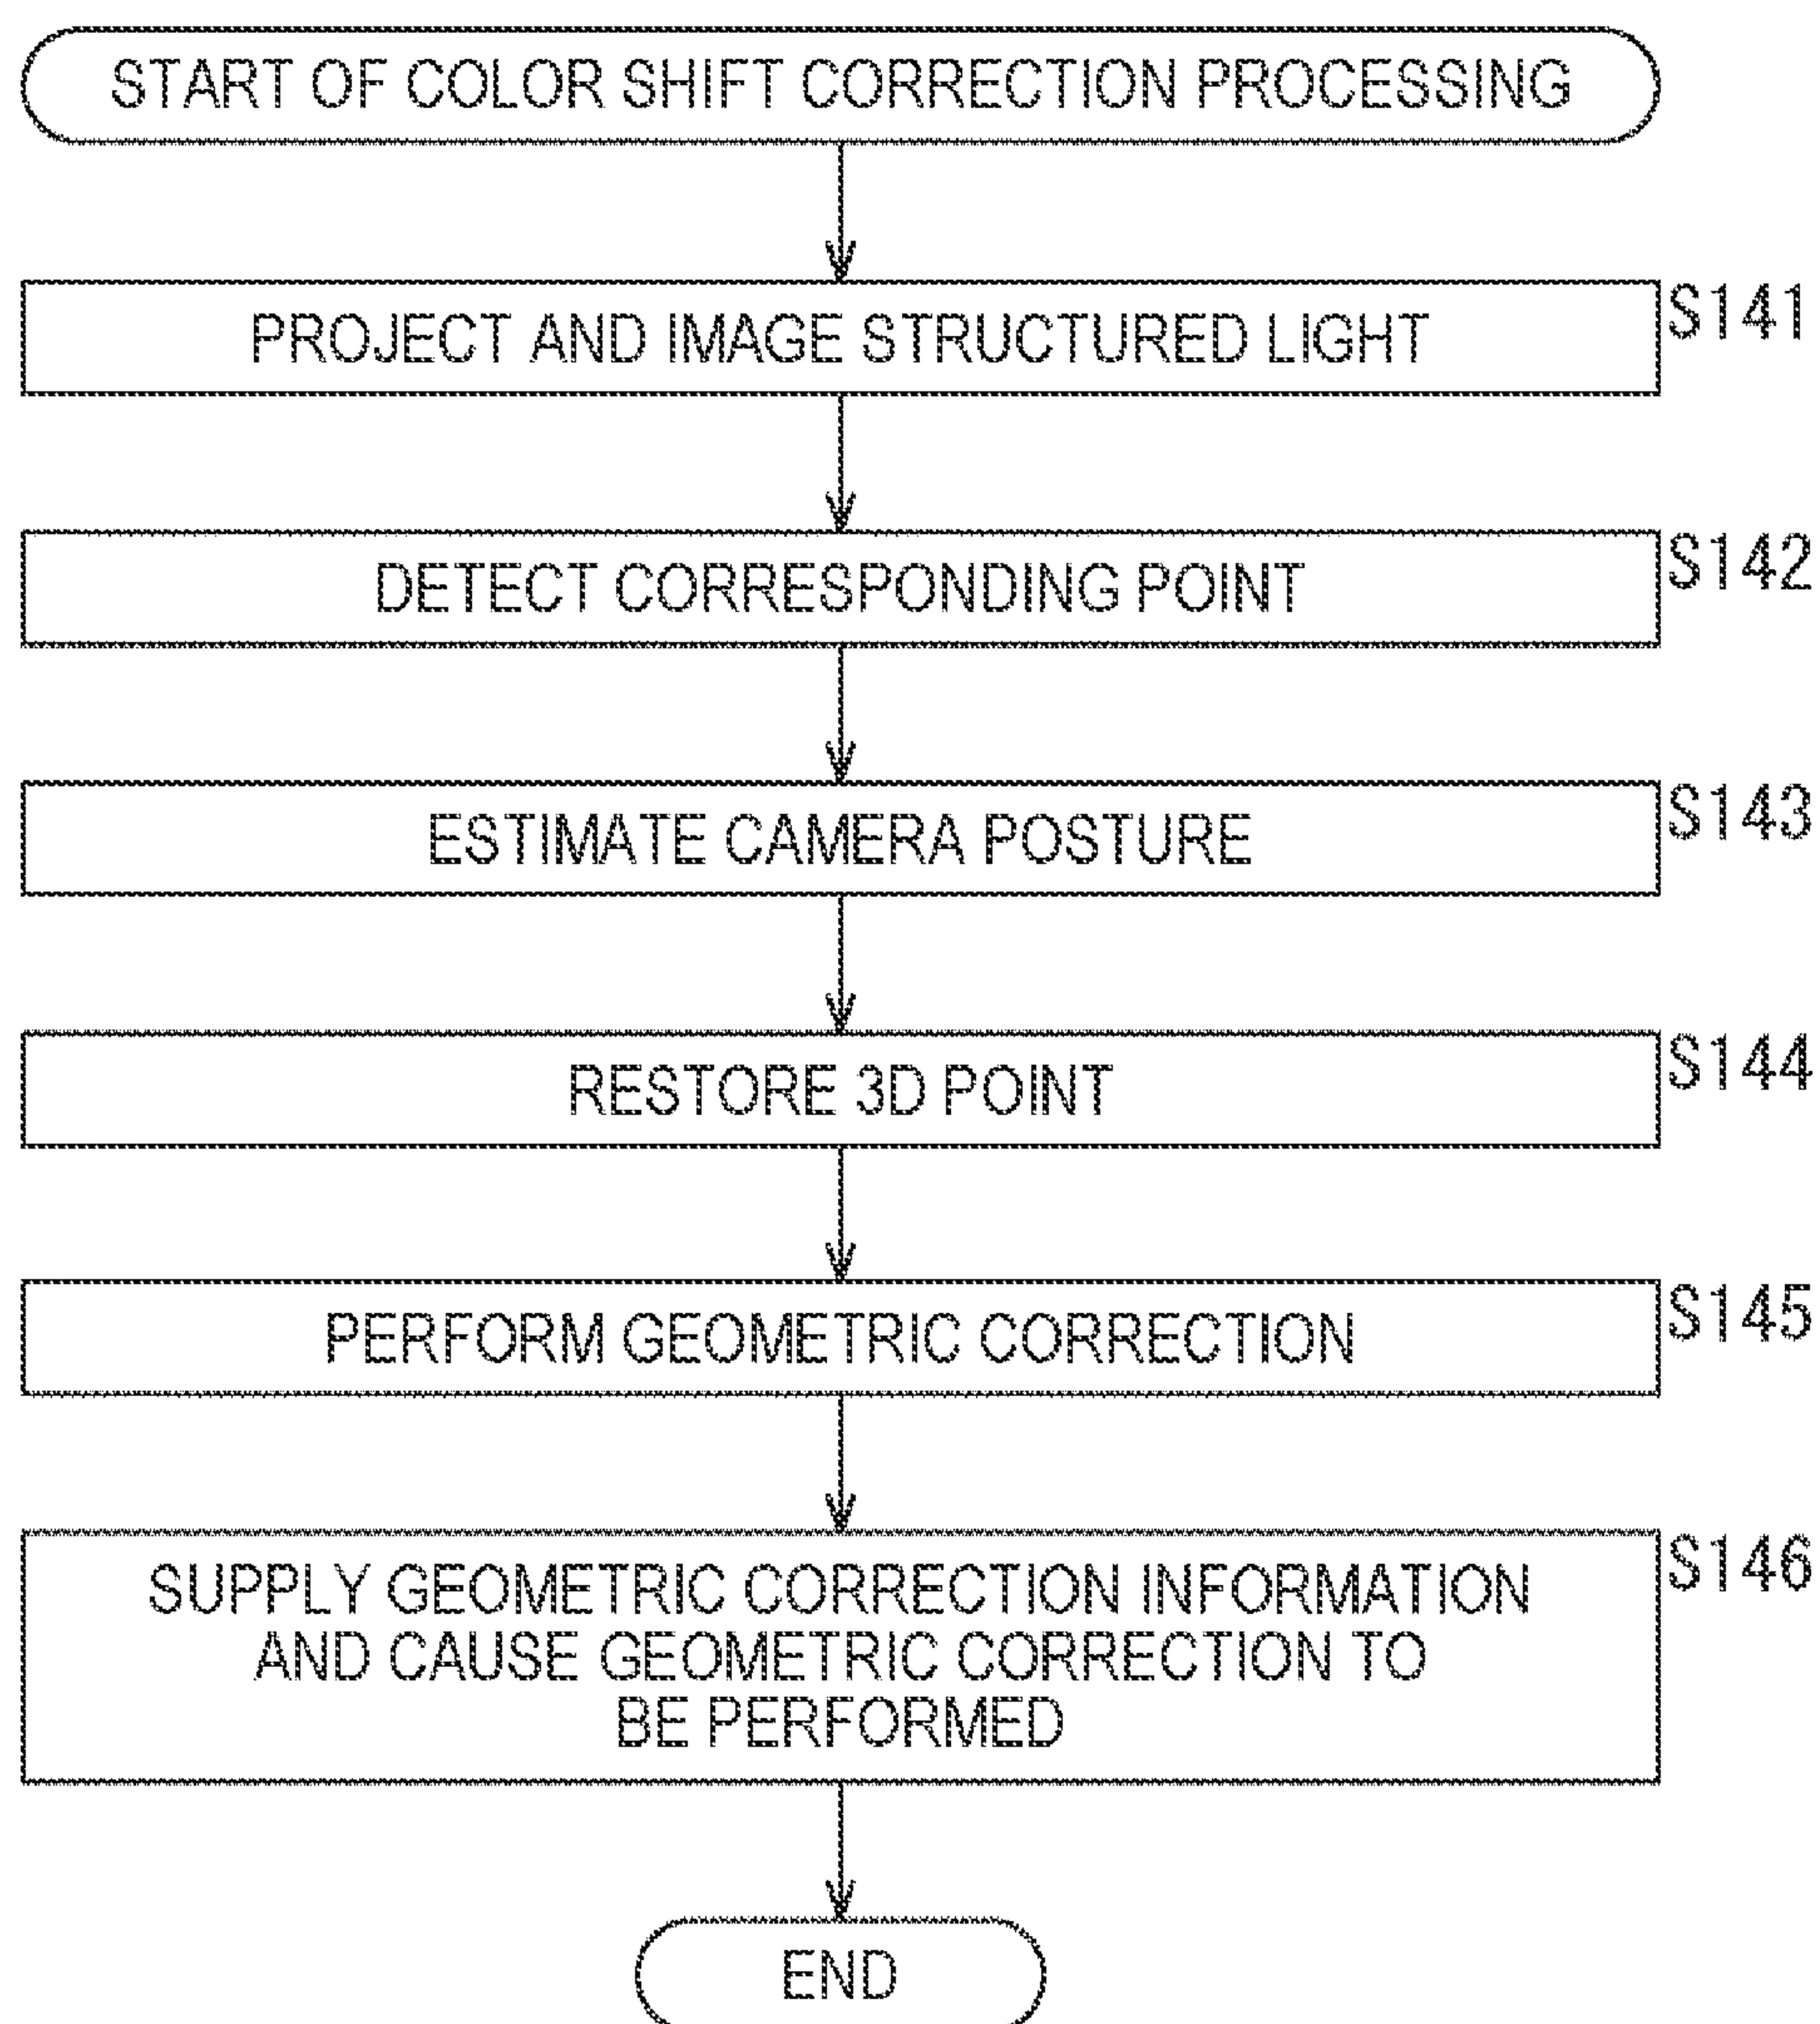 START OF COLOR SHIFT CORRECTION PROCESSING
PROJECT AND IMAGE STRUCTURED LIGHT
S141
DETECT CORRESPONDING POINT
S142
ESTIMATE CAMERA POSTURE
S143
RESTORE 3D POINT
S144
PERFORM GEOMETRIC CORRECTION
S145
SUPPLY GEOMETRIC CORRECTION INFORMATION
S146
AND CAUSE GEOMETRIC CORRECTION TO
BE PERFORMED
END